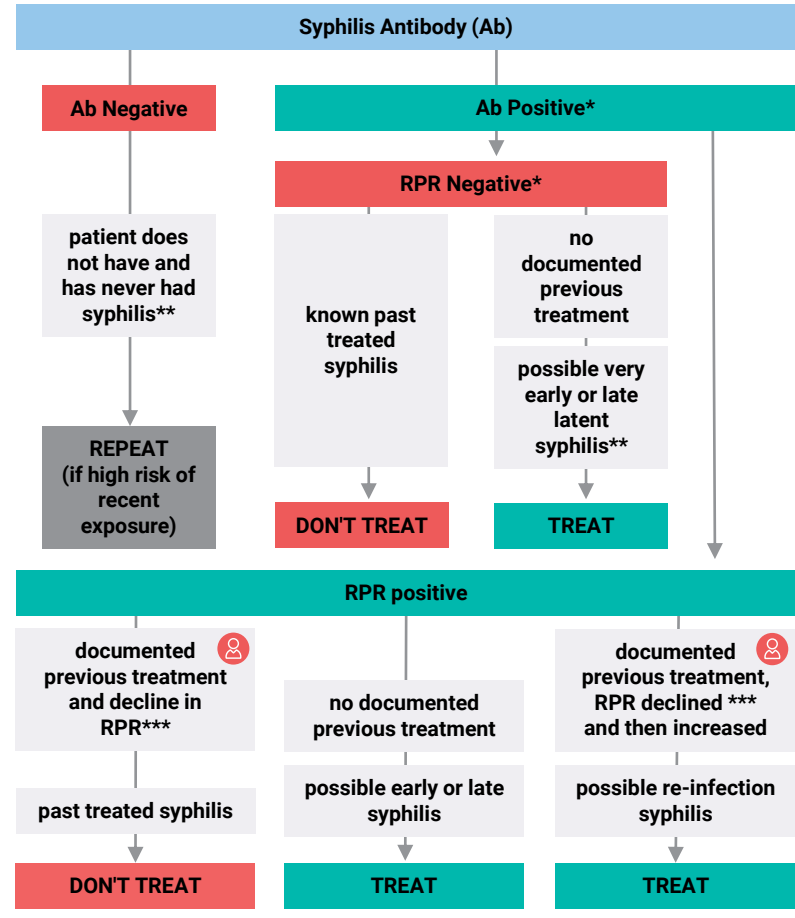 Syphilis Antibody (Ab)
Ab Negative
Ab Positive*
RPR Negative*
patient does
not have and
has never had
syphilis**
known past
treated
syphilis
no
documented
previous
treatment
possible very
early or late
latent
syphilis**
REPEAT
(if high risk of
recent
exposure)
DON'T TREAT
TREAT
RPR positive
documented
previous treatment
and decline in
RPR***
no documented
previous treatment
documented
previous treatment,
RPR declined ***
and then increased
past treated syphilis
possible early or late
syphilis
possible re-infection
syphilis
DON'T TREAT
TREAT
TREAT